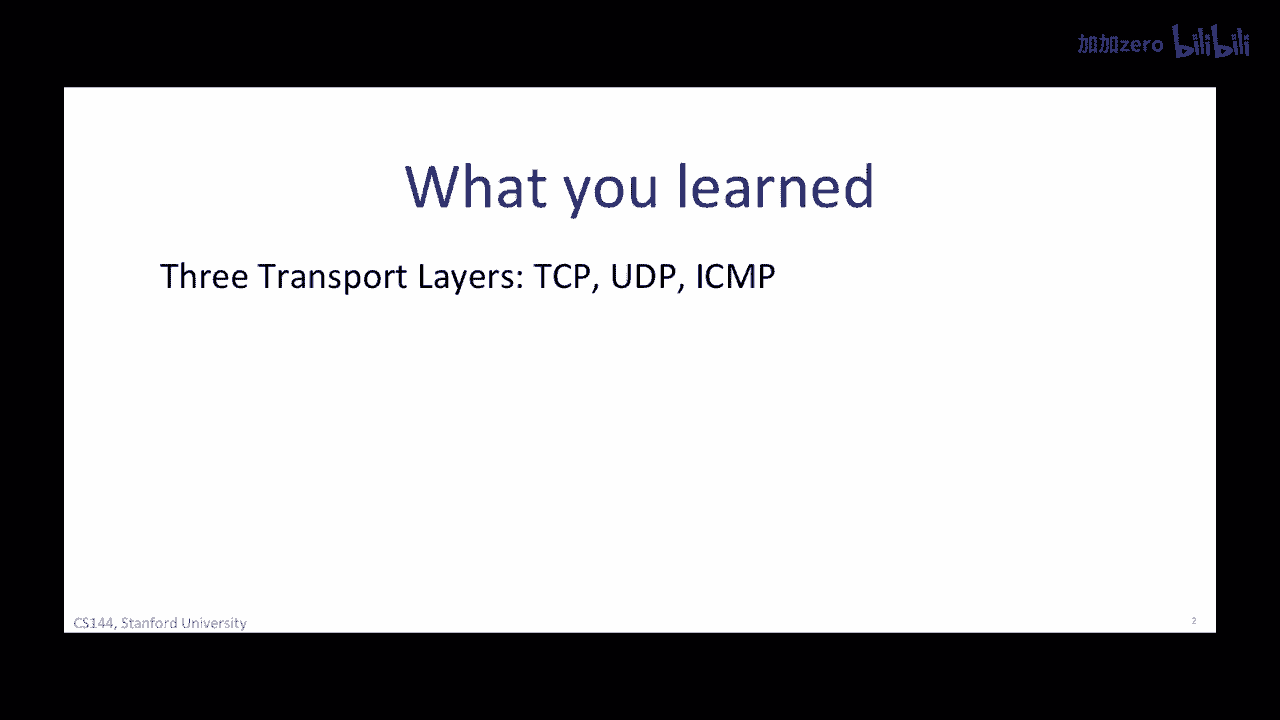 加加zero bilibili
What you learned
Three Transport Layers: TCP, UDP, ICMP
CS144, Stanford University
2